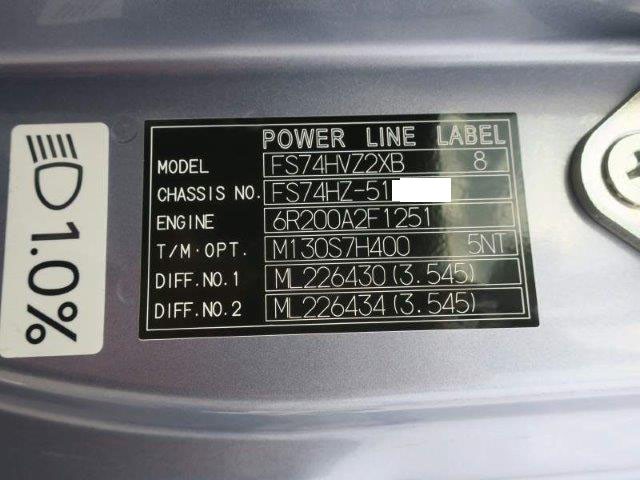 POWER LINE LABEL
MODEL FS74HVZ2XB 8
CHASSIS NO. FS74HZ-51
ENGINE 6R200A2F1251
T/M·OPT. M130S7H400 5NT
DIFF.NO.1 ML226430(3.545)
DIFF.NO.2 ML226434(3.545)
1.0%